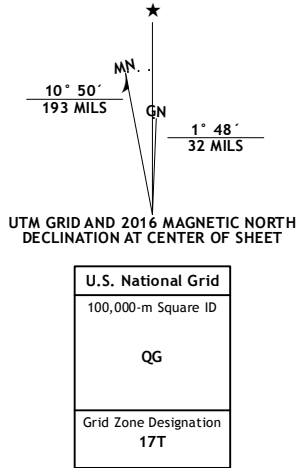 ★
MN
GN
10° 50´
193 MILS
1° 48´
32 MILS
UTM GRID AND 2016 MAGNETIC NORTH
DECLINATION AT CENTER OF SHEET
U.S. National Grid
100,000-m Square ID
QG
Grid Zone Designation
17T